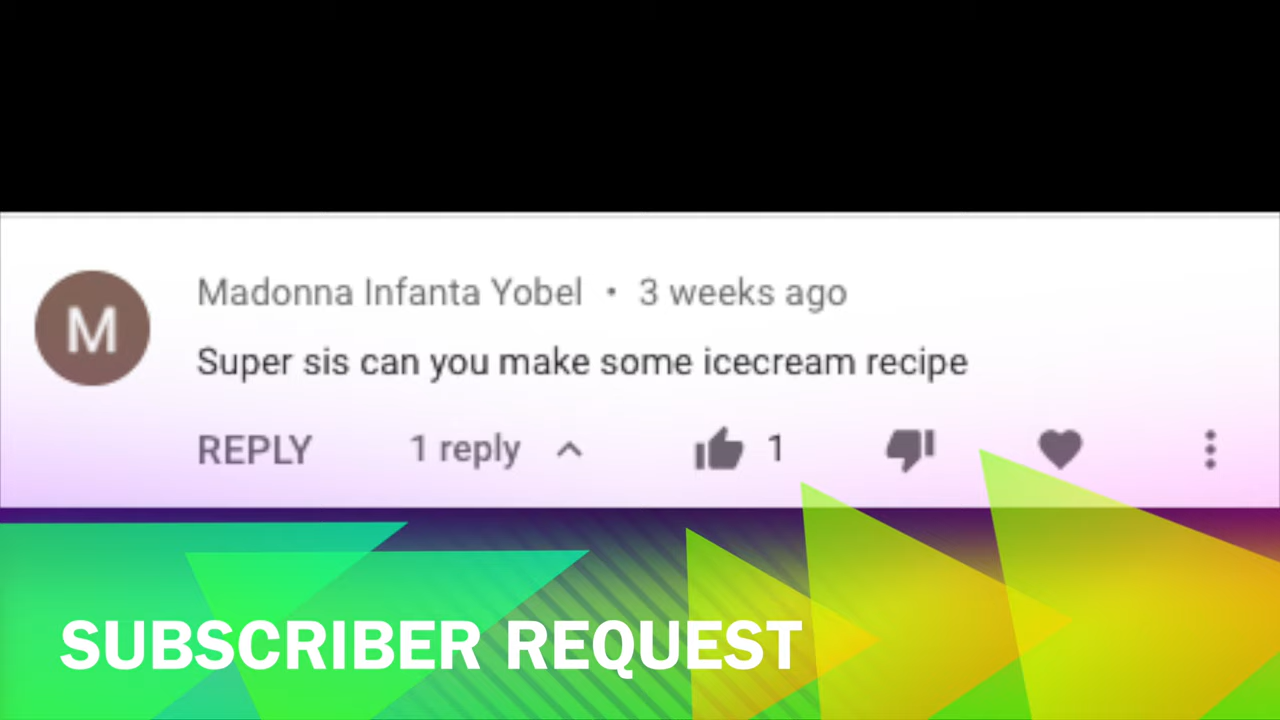 Madonna Infanta Yobel • 3 weeks ago
M
Super sis can you make some icecream recipe
REPLY 1 reply 1
SUBSCRIBER REQUEST